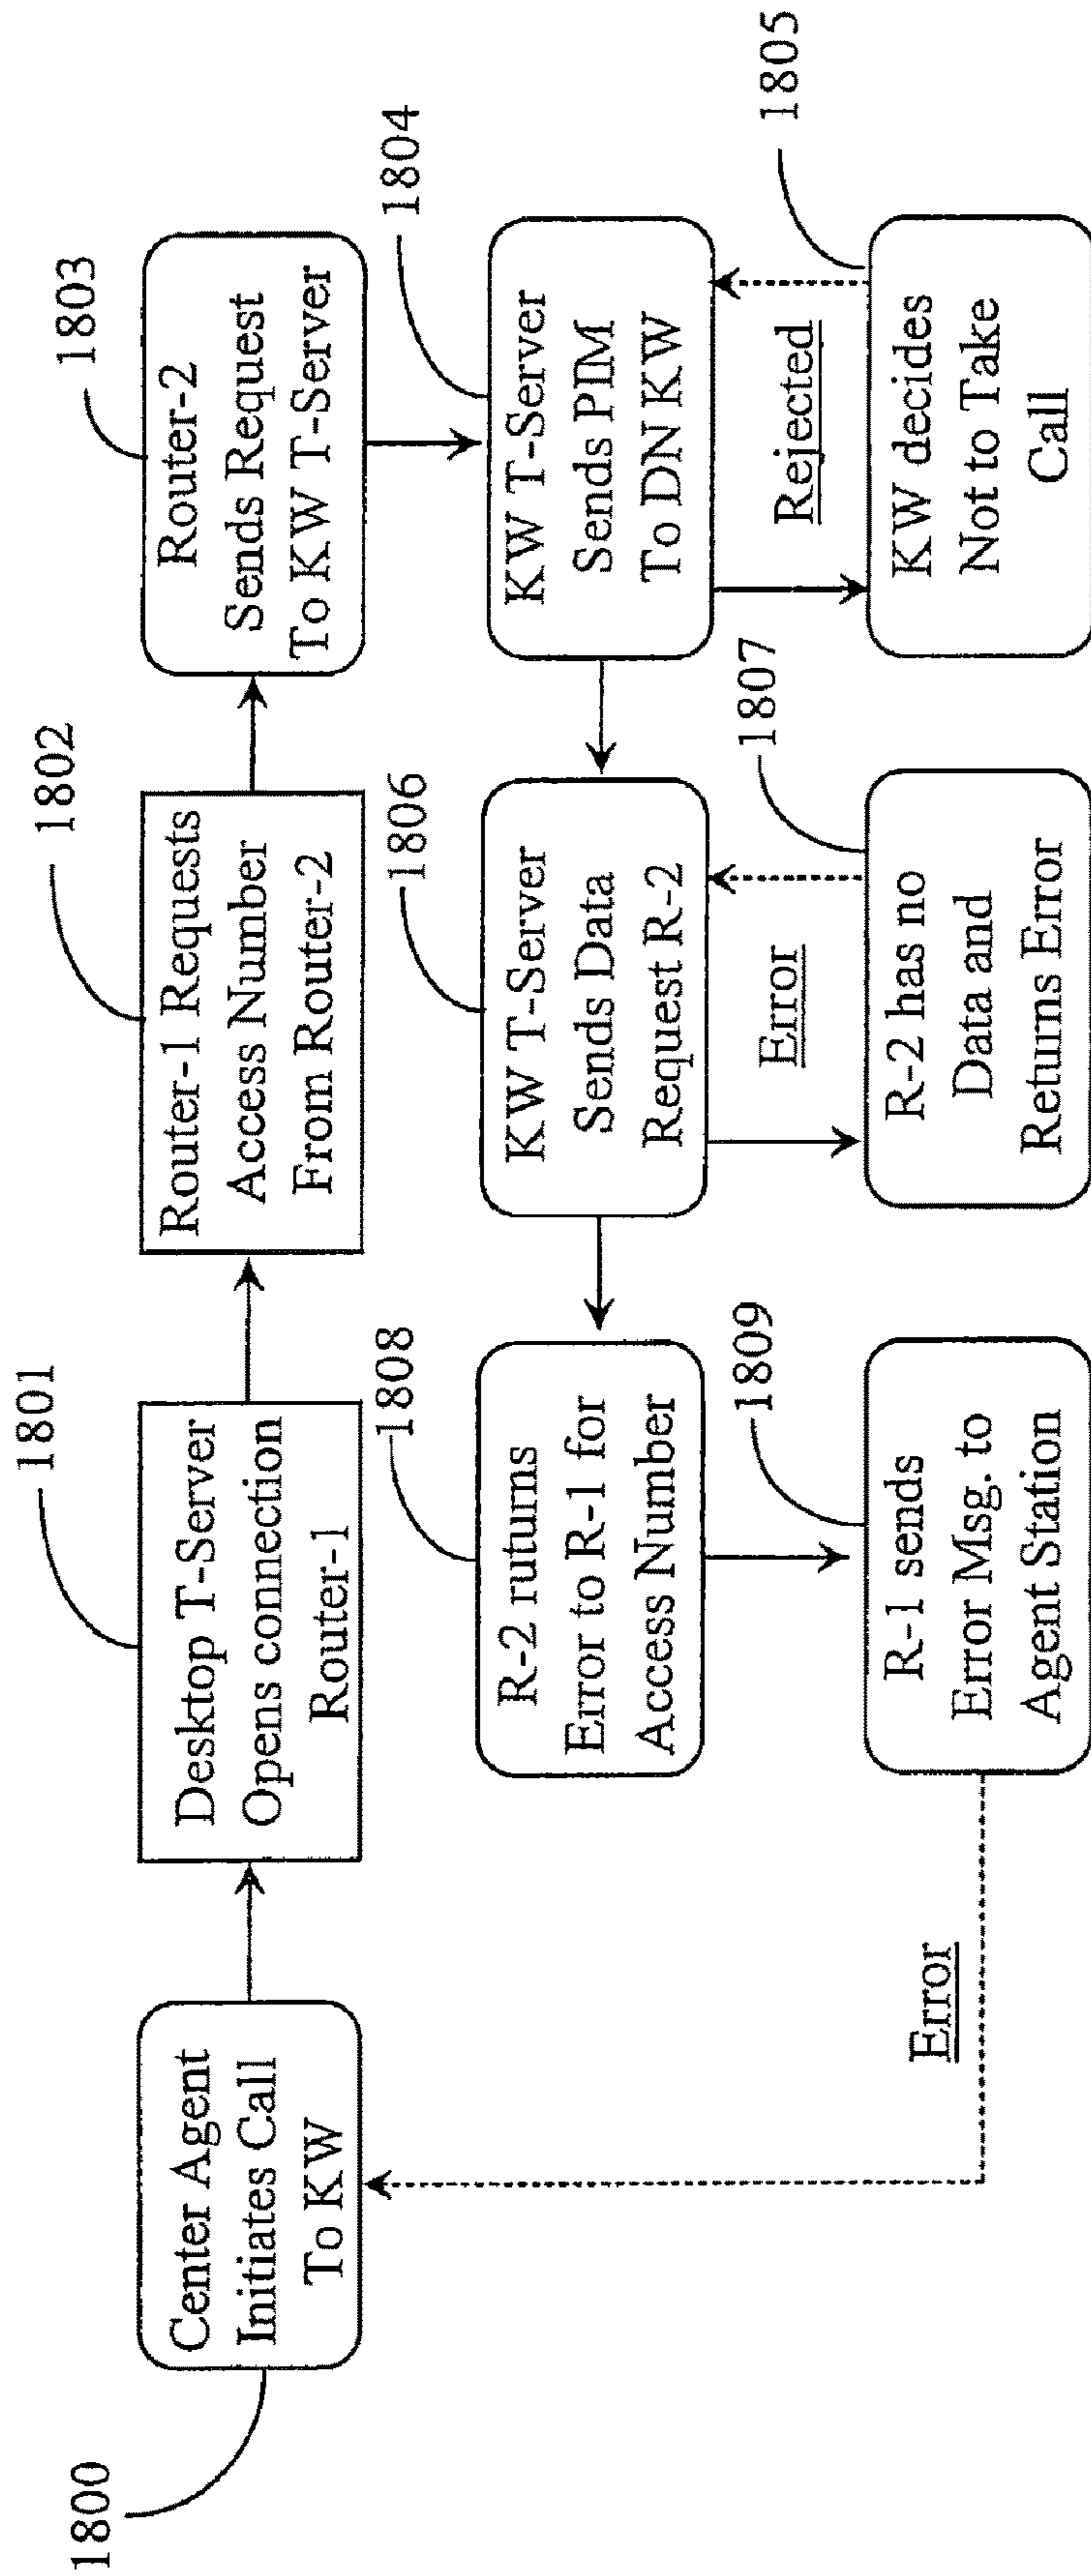 1800
Center Agent
Initiates Call
To KW
1801
Desktop T-Server
Opens connection
Router-1
1802
Router-1 Requests
Access Number
From Router-2
1803
Router-2
Sends Request
To KW T-Server
1804
KW T-Server
Sends PIM
To DN KW
Rejected
1805
KW decides
Not to Take
Call
1806
KW T-Server
Sends Data
Request R-2
Error
1807
R-2 has no
Data and
Returns Error
1808
R-2 ruturns
Error to R-1 for
Access Number
1809
R-1 sends
Error Msg. to
Agent Station
Error